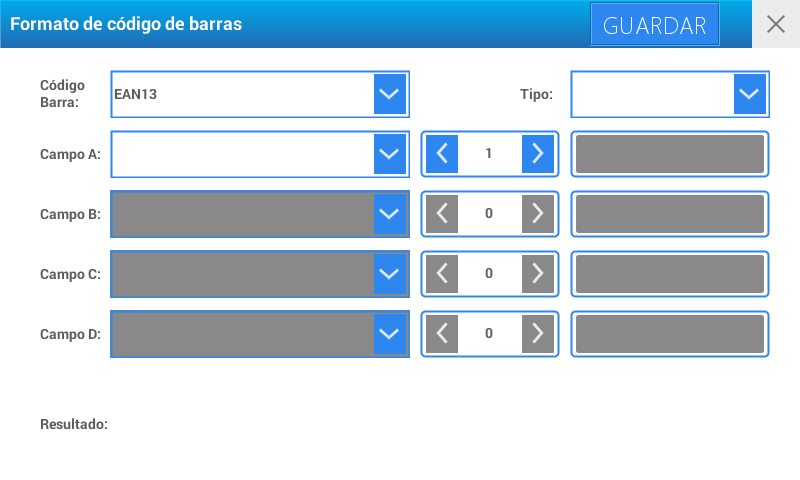 Formato de código de barras
GUARDAR
Código
Barra:
EAN13
Tipo:
Campo A:
1
Campo B:
0
Campo C:
0
Campo D:
0
Resultado: